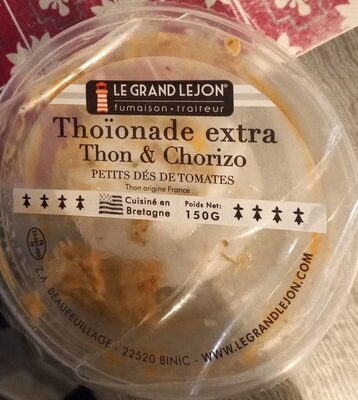 LE GRAND LEJON®
fumaison • traiteur
Thoïonade extra
Thon & Chorizo
PETITS DÉS DE TOMATES
Thon origine France
Cuisiné en
Bretagne
Poids Net:
150G
Z.A. BEAUFEUILLAGE - 22520 BINIC - WWW.LEGRANDLEJON.COM